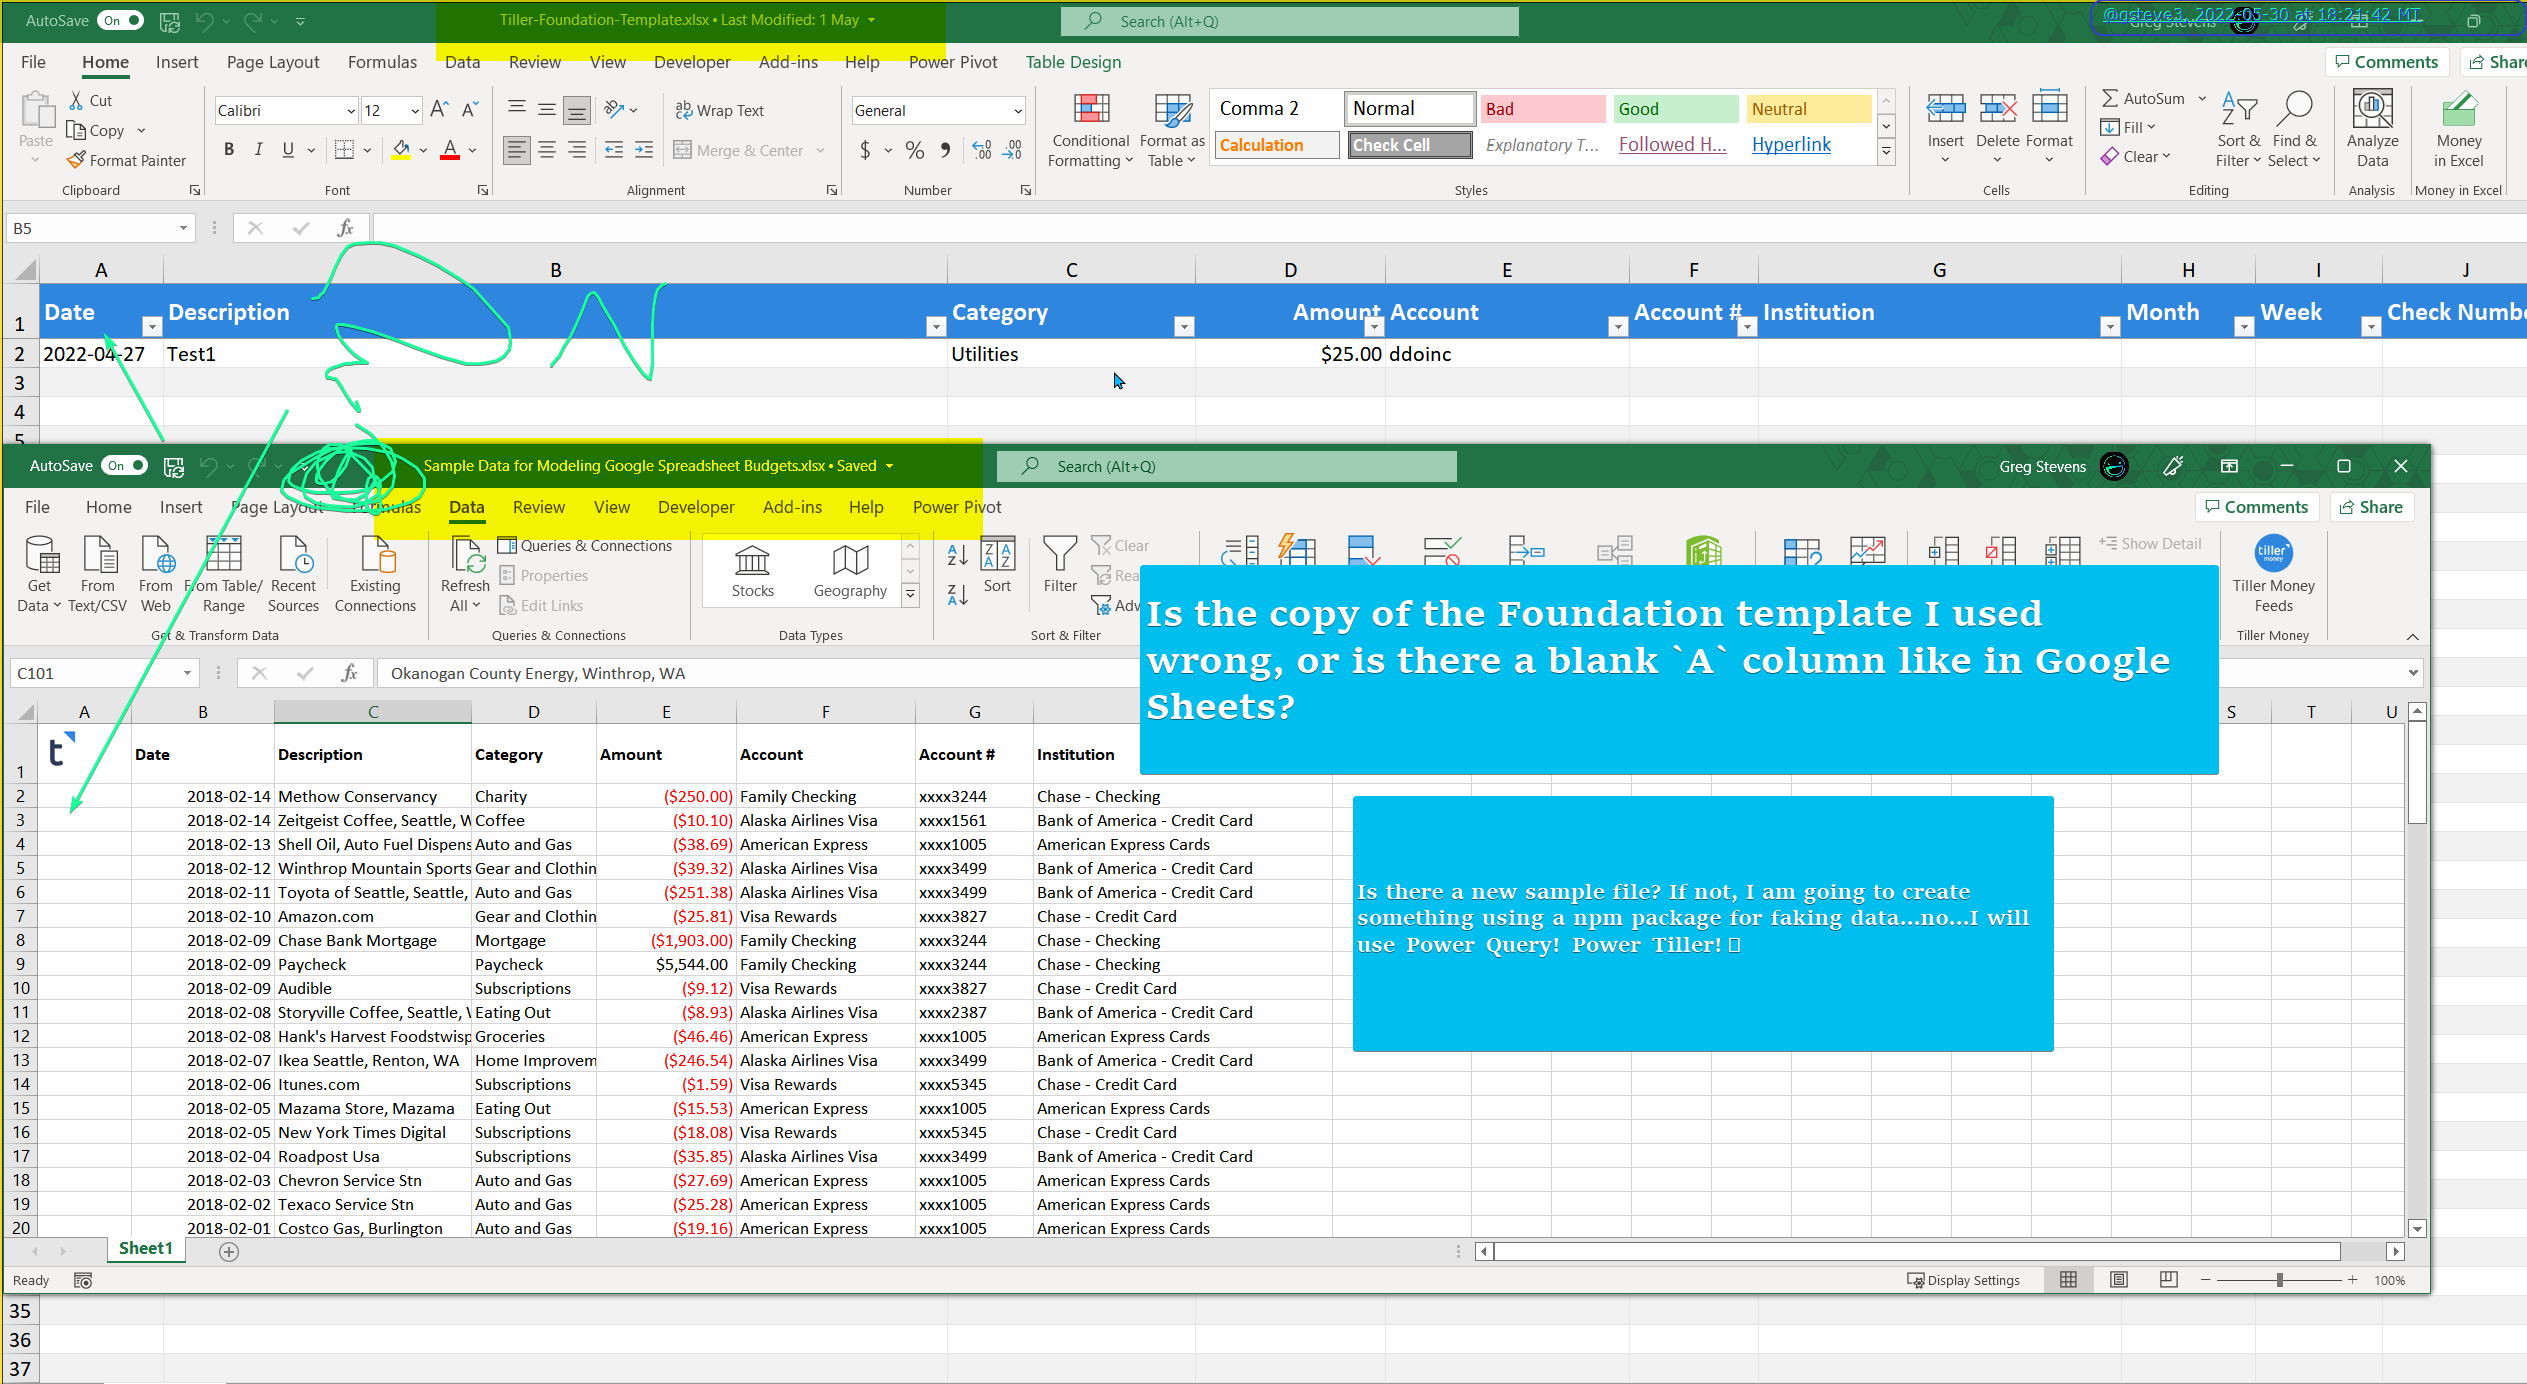 AutoSave On Tiller-Foundation-Template.xlsx • Last Modified: 1 May Search (Alt+Q) @gsteve3, 2022-05-30 at 18:21:42 MT
File Home Insert Page Layout Formulas Data Review View Developer Add-ins Help Power Pivot Table Design Comments Share
Paste Cut Copy Format Painter Clipboard
Calibri 12 B I U Font
Wrap Text Merge & Center Alignment
General $ % Number
Conditional Formatting Format as Table
Comma 2 Normal Bad Good Neutral
Calculation Check Cell Explanatory T... Followed H... Hyperlink
Styles
Insert Delete Format Cells
AutoSum Fill Clear Sort & Filter Find & Select Editing
Analyze Data Analysis
Money in Excel Money in Excel
B5 fx
A B C D E F G H I J
1 Date Description Category Amount Account Account # Institution Month Week Check Numbe
2 2022-04-27 Test1 Utilities $25.00 ddoinc
3
4
5
AutoSave On Sample Data for Modeling Google Spreadsheet Budgets.xlsx • Saved Search (Alt+Q) Greg Stevens
File Home Insert Page Layout Formulas Data Review View Developer Add-ins Help Power Pivot Comments Share
Get Data From Text/CSV From Web From Table/Range Recent Sources Existing Connections
Get & Transform Data
Refresh All Queries & Connections Properties Edit Links
Queries & Connections
Stocks Geography
Data Types
Sort Filter Clear Rea Adv
Sort & Filter
Show Detail
tiller money
Tiller Money Feeds
Tiller Money
Is the copy of the Foundation template I used
wrong, or is there a blank `A` column like in Google
Sheets?
C101 fx Okanogan County Energy, Winthrop, WA
A B C D E F G S T U
1 t Date Description Category Amount Account Account # Institution
2 2018-02-14 Methow Conservancy Charity ($250.00) Family Checking xxxx3244 Chase - Checking
3 2018-02-14 Zeitgeist Coffee, Seattle, W Coffee ($10.10) Alaska Airlines Visa xxxx1561 Bank of America - Credit Card
4 2018-02-13 Shell Oil, Auto Fuel Dispens Auto and Gas ($38.69) American Express xxxx1005 American Express Cards
5 2018-02-12 Winthrop Mountain Sports Gear and Clothin ($39.32) Alaska Airlines Visa xxxx3499 Bank of America - Credit Card
6 2018-02-11 Toyota of Seattle, Seattle, Auto and Gas ($251.38) Alaska Airlines Visa xxxx3499 Bank of America - Credit Card
7 2018-02-10 Amazon.com Gear and Clothin ($25.81) Visa Rewards xxxx3827 Chase - Credit Card
8 2018-02-09 Chase Bank Mortgage Mortgage ($1,903.00) Family Checking xxxx3244 Chase - Checking
9 2018-02-09 Paycheck Paycheck $5,544.00 Family Checking xxxx3244 Chase - Checking
10 2018-02-09 Audible Subscriptions ($9.12) Visa Rewards xxxx3827 Chase - Credit Card
11 2018-02-08 Storyville Coffee, Seattle, Eating Out ($8.93) Alaska Airlines Visa xxxx2387 Bank of America - Credit Card
12 2018-02-08 Hank's Harvest Foodstwisp Groceries ($46.46) American Express xxxx1005 American Express Cards
13 2018-02-07 Ikea Seattle, Renton, WA Home Improvem ($246.54) Alaska Airlines Visa xxxx3499 Bank of America - Credit Card
14 2018-02-06 Itunes.com Subscriptions ($1.59) Visa Rewards xxxx5345 Chase - Credit Card
15 2018-02-05 Mazama Store, Mazama Eating Out ($15.53) American Express xxxx1005 American Express Cards
16 2018-02-05 New York Times Digital Subscriptions ($18.08) Visa Rewards xxxx5345 Chase - Credit Card
17 2018-02-04 Roadpost Usa Subscriptions ($35.85) Alaska Airlines Visa xxxx3499 Bank of America - Credit Card
18 2018-02-03 Chevron Service Stn Auto and Gas ($27.69) American Express xxxx1005 American Express Cards
19 2018-02-02 Texaco Service Stn Auto and Gas ($25.28) American Express xxxx1005 American Express Cards
20 2018-02-01 Costco Gas, Burlington Auto and Gas ($19.16) American Express xxxx1005 American Express Cards
Is there a new sample file? If not, I am going to create
something using a npm package for faking data...no...I will
use Power Query! Power Tiller!
Sheet1
Ready Display Settings 100%
35
36
37